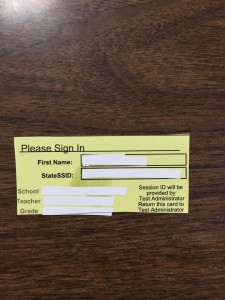 Please Sign In
First Name:
StateSSID:
School
Teacher
Grade
Session ID will be
provided by
Test Administrator
Return this card to
Test Administrator